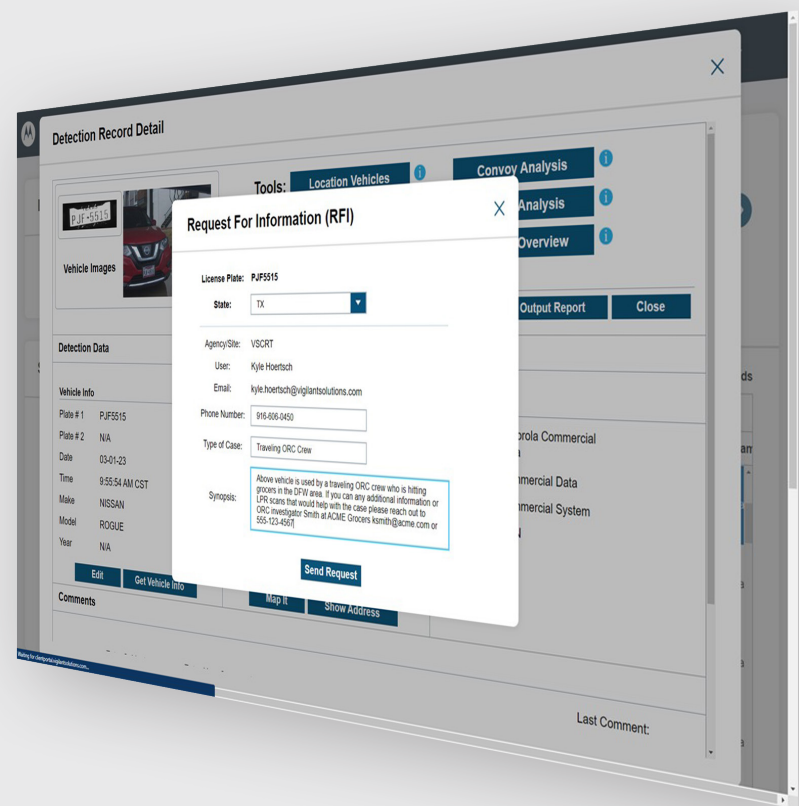 Detection Record Detail
PJF-5515
Vehicle Images
Tools:
Location Vehicles
Convoy Analysis
Analysis
Overview
Output Report
Close
Request For Information (RFI)
License Plate: PJF5515
State: TX
Agency/Site: VSCRT
User: Kyle Hoertsch
Email: kyle.hoertsch@vigilantsolutions.com
Phone Number: 916-606-0450
Type of Case: Traveling ORC Crew
Synopsis:
Above vehicle is used by a traveling ORC crew who is hitting
grocers in the DFW area. If you can any additional information or
LPR scans that would help with the case please reach out to
ORC investigator Smith at ACME Grocers ksmith@acme.com or
555-123-4567
Send Request
Detection Data
Vehicle Info
Plate # 1 PJF5515
Plate # 2 N/A
Date 03-01-23
Time 9:55:54 AM CST
Make NISSAN
Model ROGUE
Year N/A
Edit
Get Vehicle Info
Map It
Show Address
Commercial
Commercial Data
Commercial System
Comments
Last Comment:
Waiting for clientportal.vigilantsolutions.com...